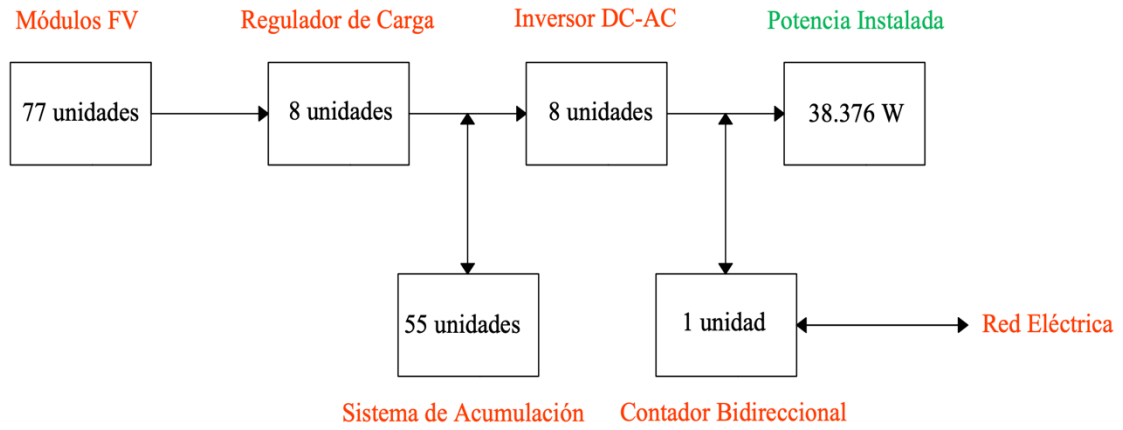 Módulos FV
Regulador de Carga
Inversor DC-AC
Potencia Instalada
77 unidades
8 unidades
8 unidades
38.376 W
55 unidades
1 unidad
Red Eléctrica
Sistema de Acumulación
Contador Bidireccional